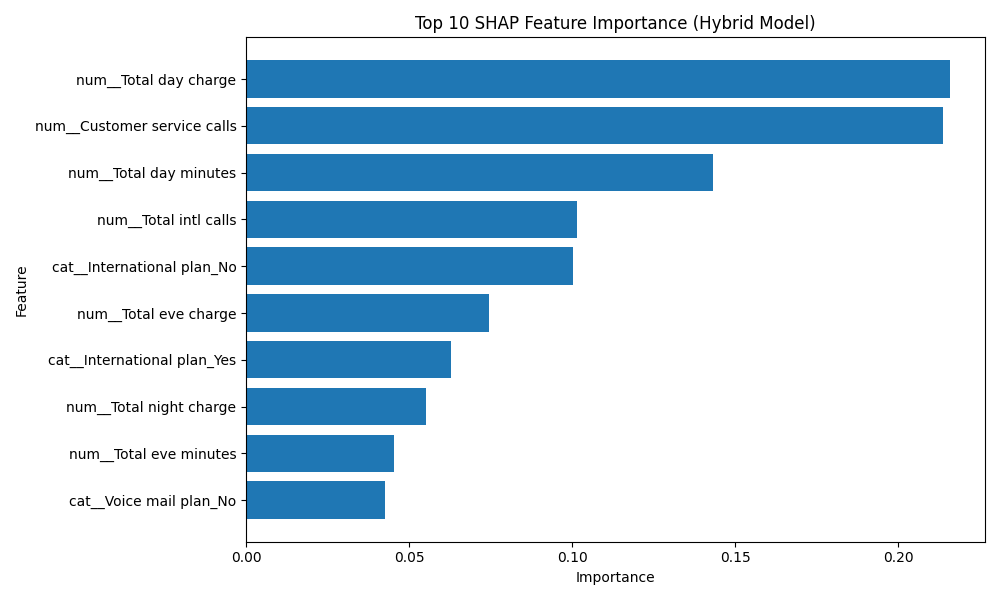 Top 10 SHAP Feature Importance (Hybrid Model)
Feature
num__Total day charge
num__Customer service calls
num__Total day minutes
num__Total intl calls
cat__International plan_No
num__Total eve charge
cat__International plan_Yes
num__Total night charge
num__Total eve minutes
cat__Voice mail plan_No
0.00 0.05 0.10 0.15 0.20
Importance